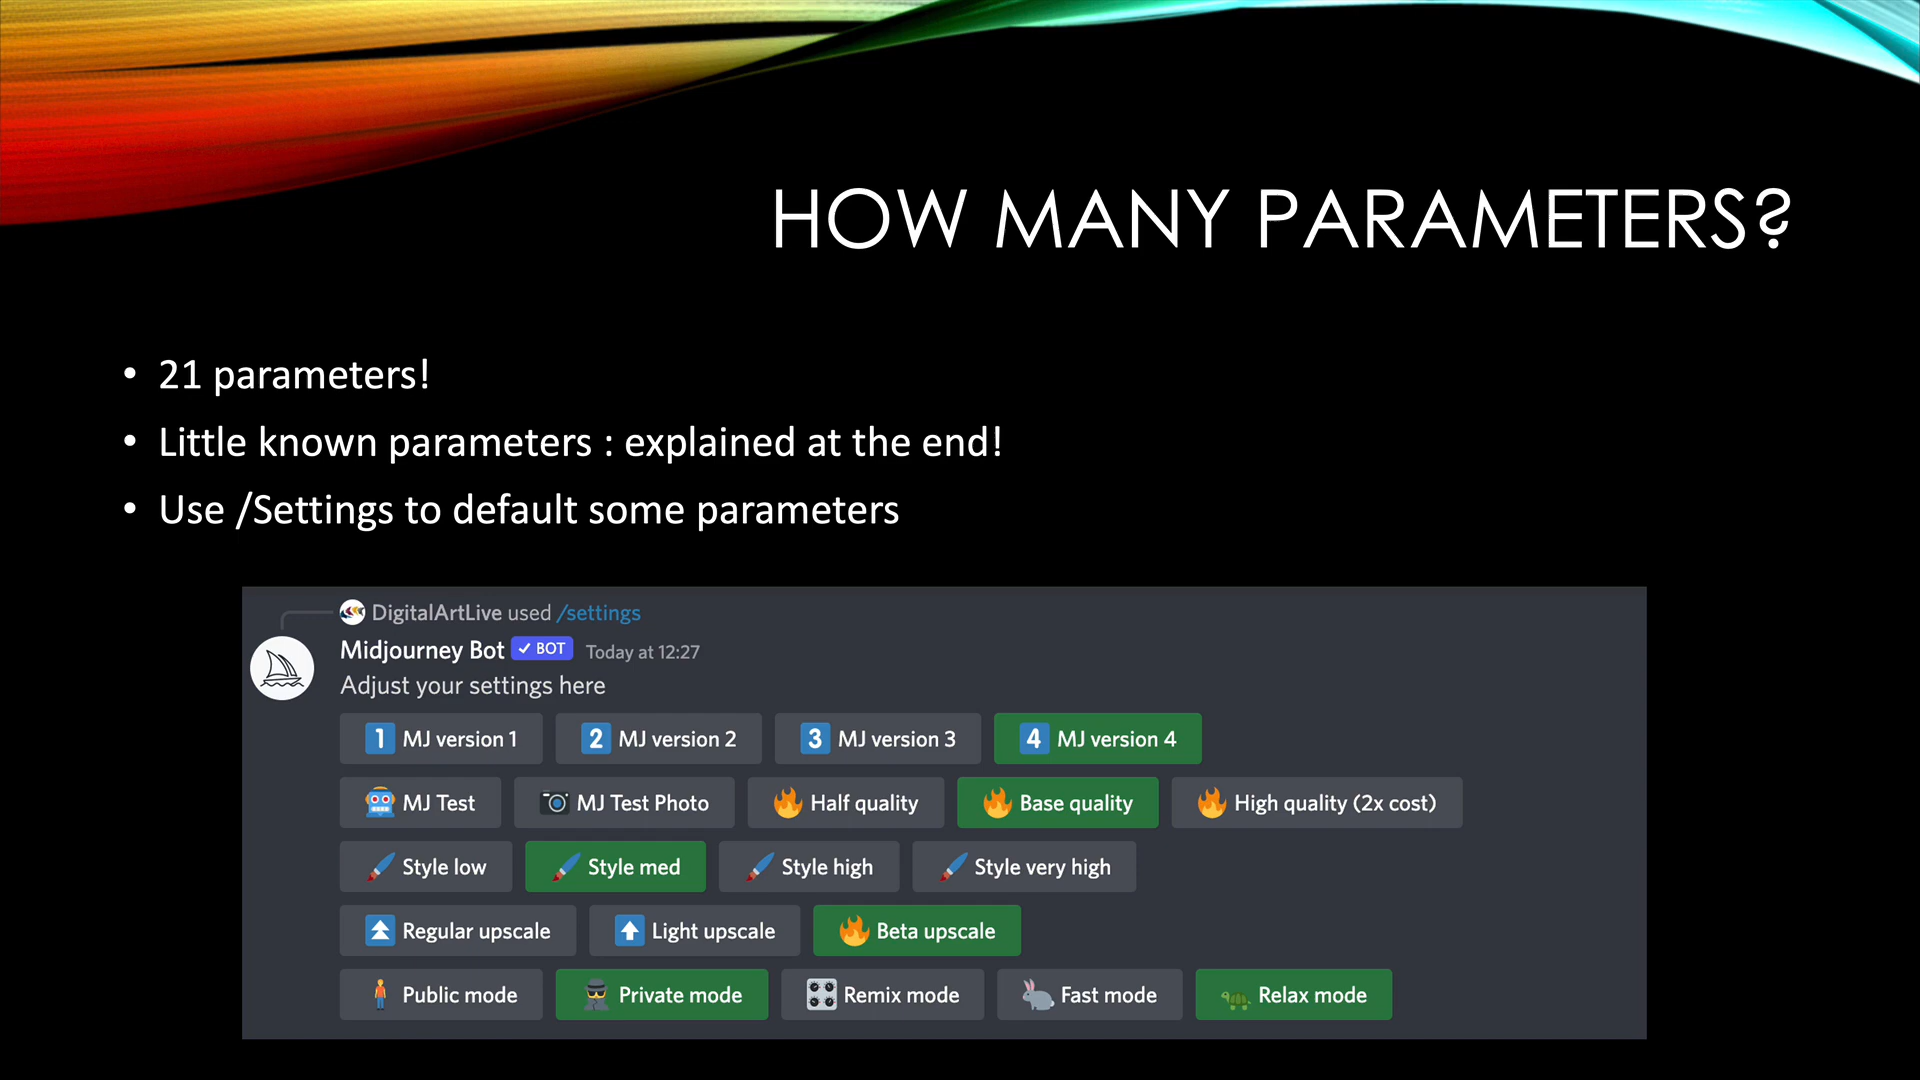 HOW MANY PARAMETERS?
• 21 parameters!
• Little known parameters : explained at the end!
• Use /Settings to default some parameters
DigitalArtLive used /settings
Midjourney Bot ✓ BOT Today at 12:27
Adjust your settings here
1 MJ version 1 2 MJ version 2 3 MJ version 3 4 MJ version 4
MJ Test MJ Test Photo Half quality Base quality High quality (2x cost)
Style low Style med Style high Style very high
Regular upscale Light upscale Beta upscale
Public mode Private mode Remix mode Fast mode Relax mode